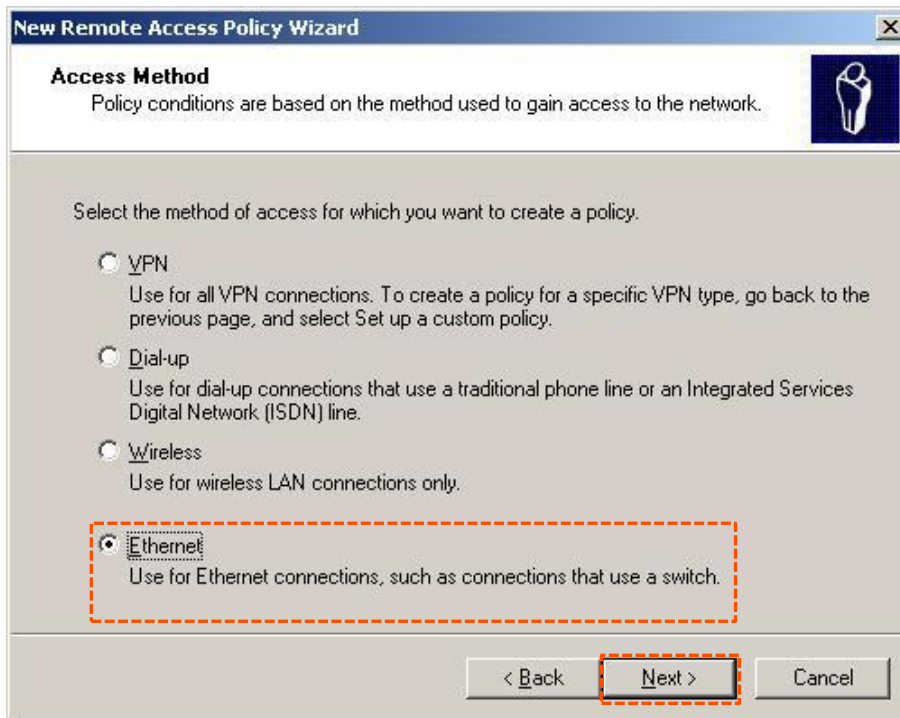 New Remote Access Policy Wizard
Access Method
Policy conditions are based on the method used to gain access to the network.
Select the method of access for which you want to create a policy.
VPN
Use for all VPN connections. To create a policy for a specific VPN type, go back to the
previous page, and select Set up a custom policy.
Dial-up
Use for dial-up connections that use a traditional phone line or an Integrated Services
Digital Network (ISDN) line.
Wireless
Use for wireless LAN connections only.
Ethernet
Use for Ethernet connections, such as connections that use a switch.
< Back Next > Cancel